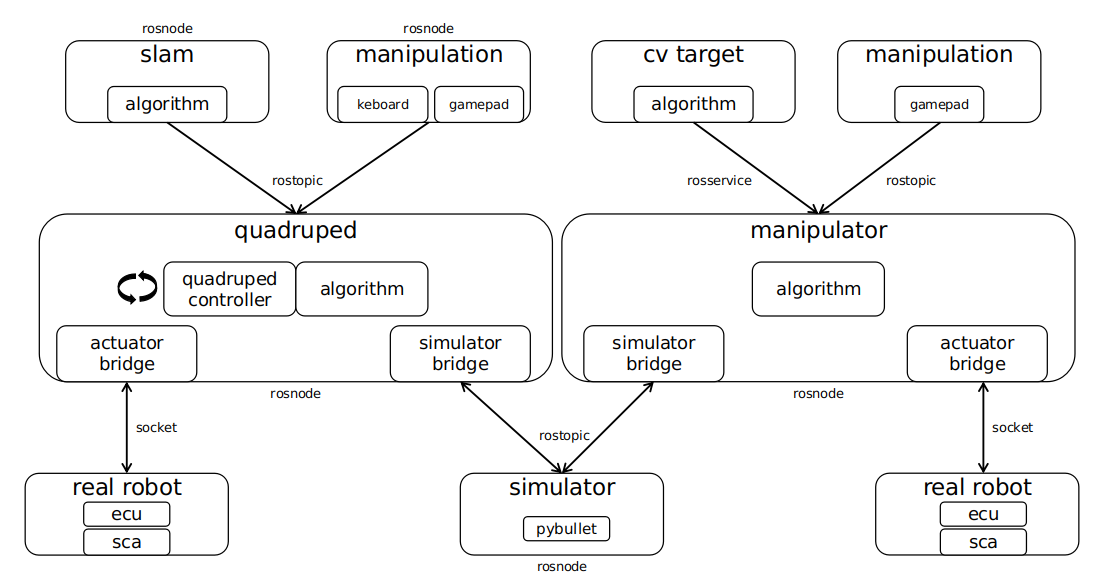 rosnode
rosnode
slam
manipulation
cv target
manipulation
algorithm
keboard
gamepad
algorithm
gamepad
rostopic
rosservice
rostopic
quadruped
manipulator
quadruped
controller
algorithm
algorithm
actuator
bridge
simulator
bridge
simulator
bridge
actuator
bridge
rosnode
rosnode
socket
rostopic
socket
real robot
ecu
sca
simulator
pybullet
real robot
ecu
sca
rosnode